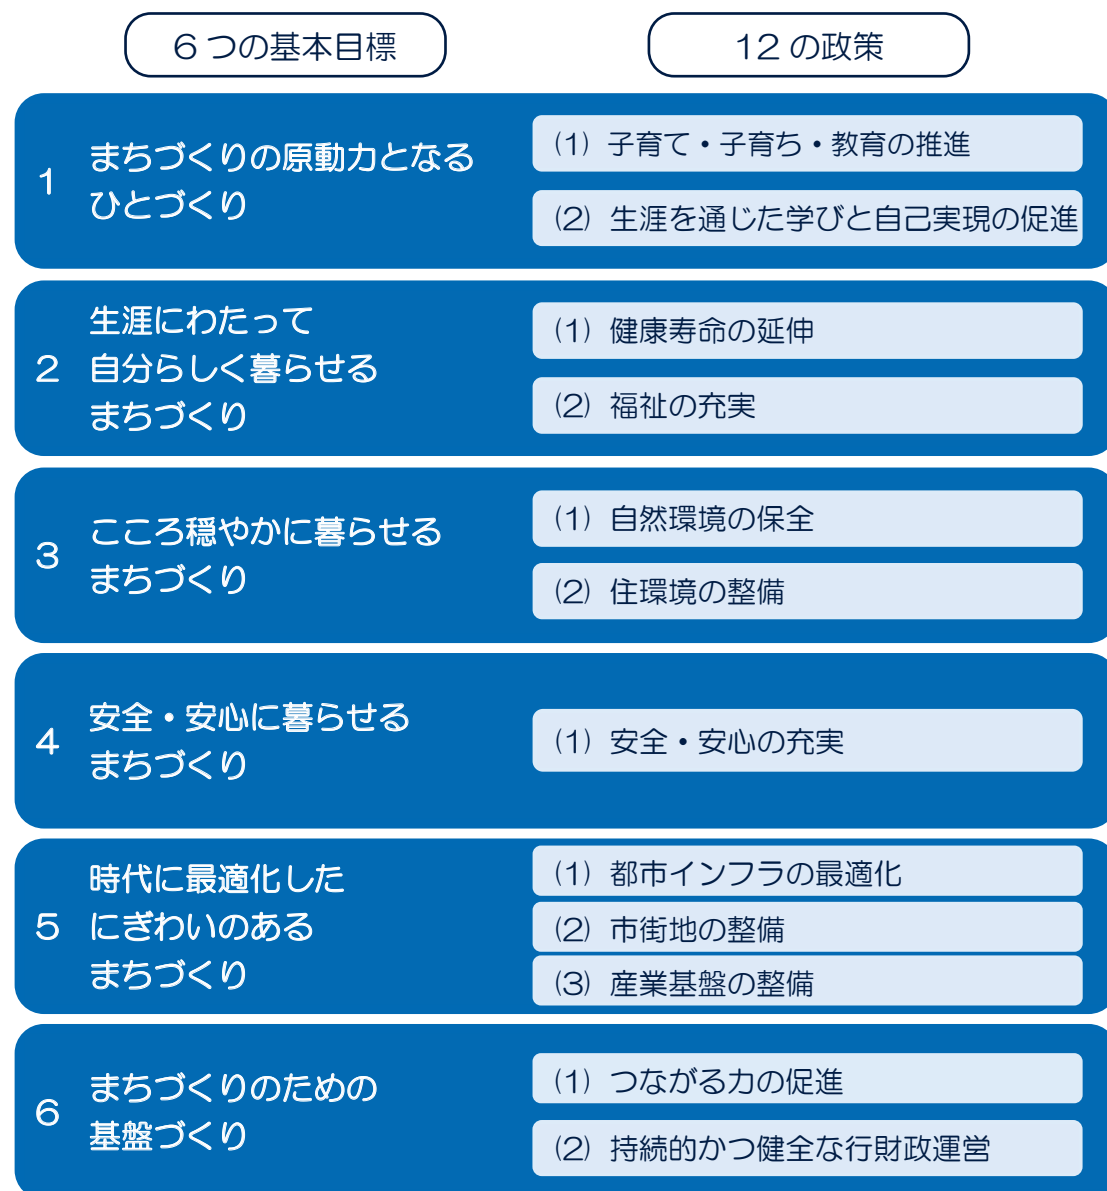 6つの基本目標
12の政策
1
まちづくりの原動力となる
ひとづくり
(1) 子育て・子育ち・教育の推進
(2) 生涯を通じた学びと自己実現の促進
2
生涯にわたって
自分らしく暮らせる
まちづくり
(1) 健康寿命の延伸
(2) 福祉の充実
3
こころ穏やかに暮らせる
まちづくり
(1) 自然環境の保全
(2) 住環境の整備
4
安全・安心に暮らせる
まちづくり
(1) 安全・安心の充実
5
時代に最適化した
にぎわいのある
まちづくり
(1) 都市インフラの最適化
(2) 市街地の整備
(3) 産業基盤の整備
6
まちづくりのための
基盤づくり
(1) つながる力の促進
(2) 持続的かつ健全な行財政運営